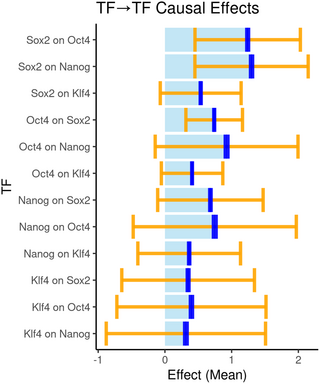 TF→TF Causal Effects
Sox2 on Oct4
Sox2 on Nanog
Sox2 on Klf4
Oct4 on Sox2
Oct4 on Nanog
Oct4 on Klf4
Nanog on Sox2
Nanog on Oct4
Nanog on Klf4
Klf4 on Sox2
Klf4 on Oct4
Klf4 on Nanog
TF
-1 0 1 2
Effect (Mean)